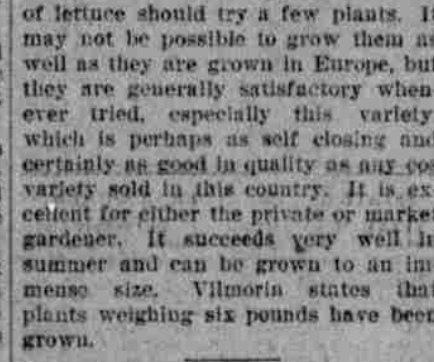 of lettuce should try a few plants. It
may not be possible to grow them as
well as they are grown in Europe, but
they are generally satisfactory when
ever tried, especially this variety
which is perhaps as self closing and
certainly as good in quality as any cos
variety sold in this country. It is ex
cellent for either the private or market
gardener. It succeeds very well in
summer and can be grown to an im
mense size. Vilmorin states that
plants weighing six pounds have been
grown.